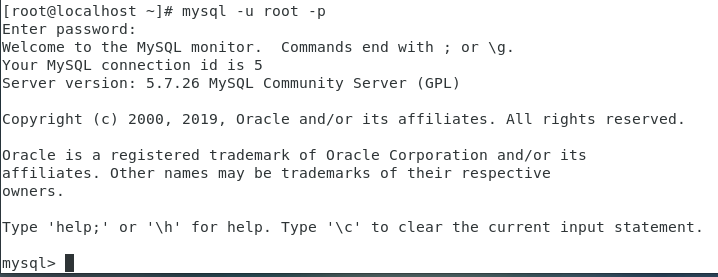 [root@localhost ~]# mysql -u root -p
Enter password:
Welcome to the MySQL monitor.  Commands end with ; or \g.
Your MySQL connection id is 5
Server version: 5.7.26 MySQL Community Server (GPL)

Copyright (c) 2000, 2019, Oracle and/or its affiliates. All rights reserved.

Oracle is a registered trademark of Oracle Corporation and/or its
affiliates. Other names may be trademarks of their respective
owners.

Type 'help;' or '\h' for help. Type '\c' to clear the current input statement.

mysql>